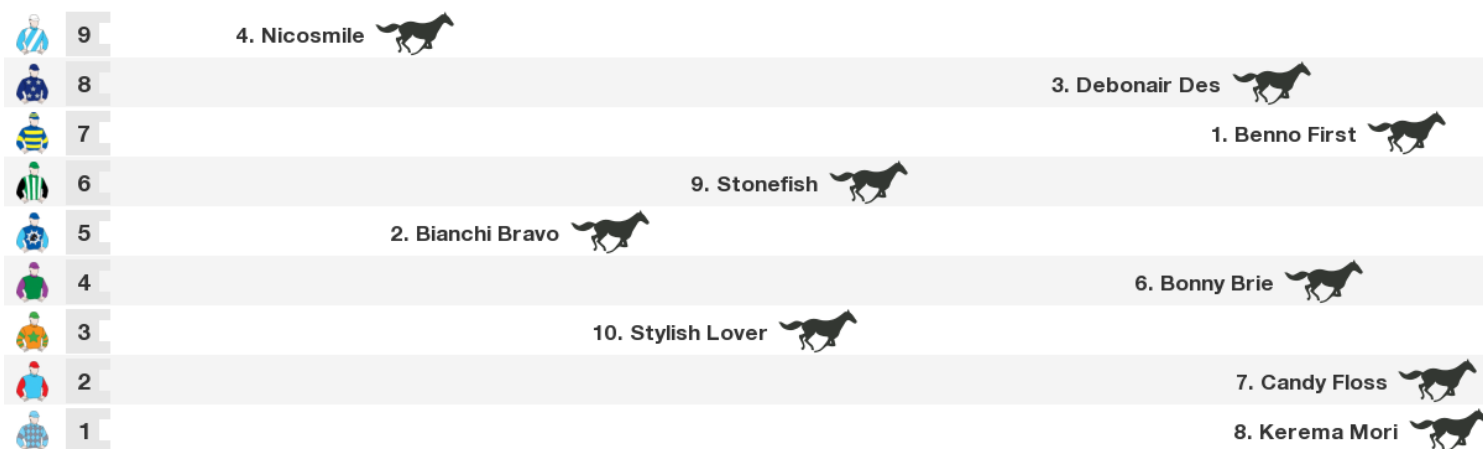 9 4. Nicosmile
8 3. Debonair Des
7 1. Benno First
6 9. Stonefish
5 2. Bianchi Bravo
4 6. Bonny Brie
3 10. Stylish Lover
2 7. Candy Floss
1 8. Kerema Mori